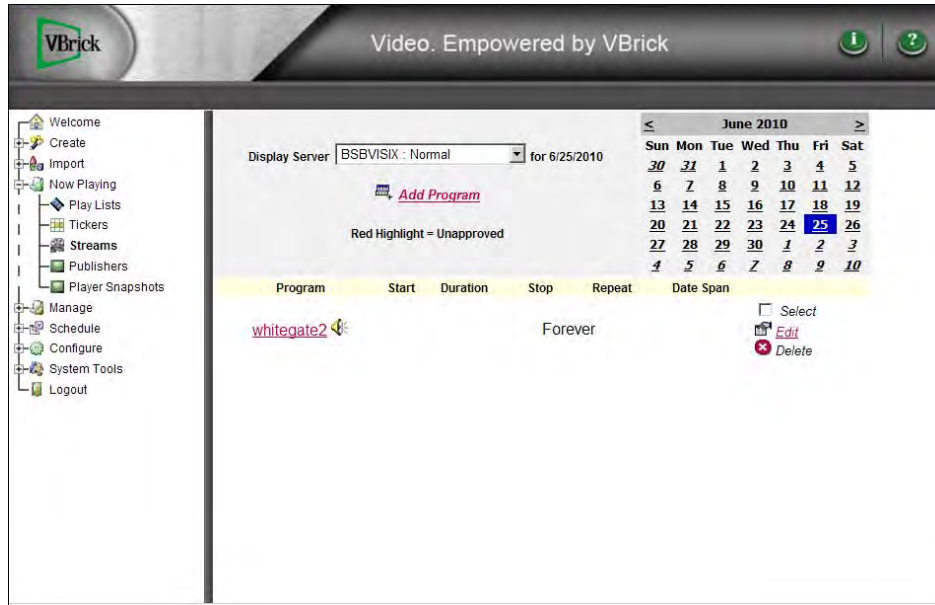 VBrick
Video. Empowered by VBrick
i
?
Welcome
Create
Import
Now Playing
Play Lists
Tickers
Streams
Publishers
Player Snapshots
Manage
Schedule
Configure
System Tools
Logout
Display Server BSBVISIX : Normal for 6/25/2010
Add Program
Red Highlight = Unapproved
< June 2010 >
Sun Mon Tue Wed Thu Fri Sat
30 31 1 2 3 4 5
6 7 8 9 10 11 12
13 14 15 16 17 18 19
20 21 22 23 24 25 26
27 28 29 30 1 2 3
4 5 6 7 8 9 10
Program Start Duration Stop Repeat Date Span
whitegate2 Forever
Select
Edit
Delete